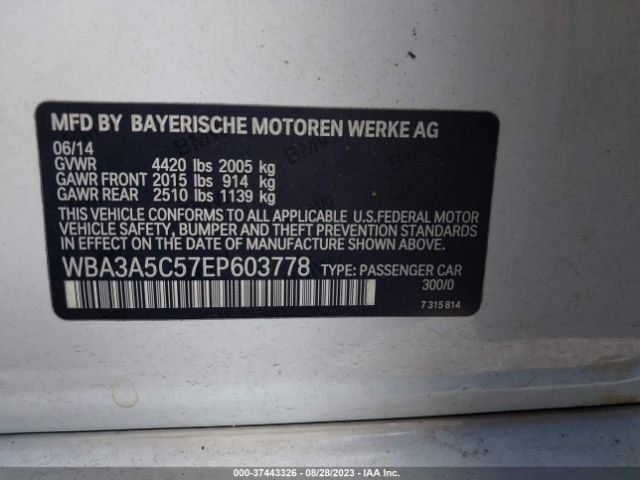 MFD BY BAYERISCHE MOTOREN WERKE AG
06/14
GVWR 4420 lbs 2005 kg
GAWR FRONT 2015 lbs 914 kg
GAWR REAR 2510 lbs 1139 kg
THIS VEHICLE CONFORMS TO ALL APPLICABLE U.S.FEDERAL MOTOR
VEHICLE SAFETY, BUMPER AND THEFT PREVENTION STANDARDS
IN EFFECT ON THE DATE OF MANUFACTURE SHOWN ABOVE.
WBA3A5C57EP603778 TYPE: PASSENGER CAR
300/0
7 315 814
000-37443326 | 08/28/2023 | IAA Inc.